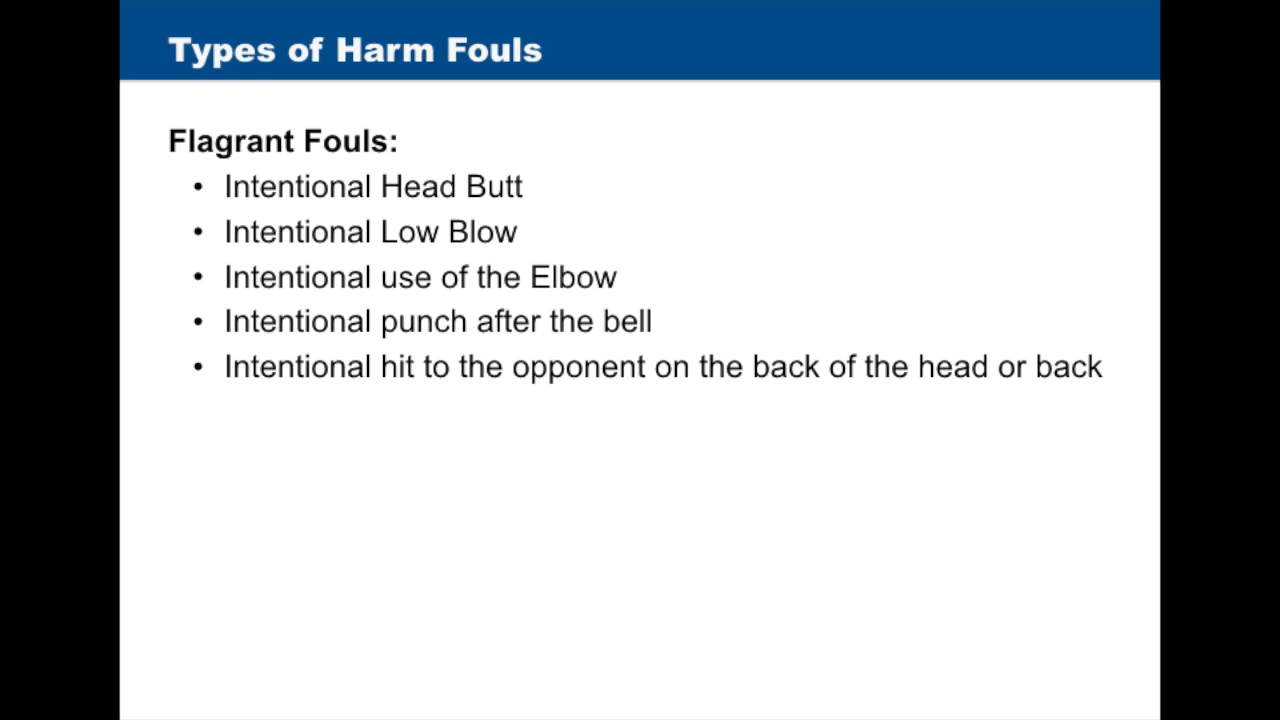 Types of Harm Fouls
Flagrant Fouls:
• Intentional Head Butt
• Intentional Low Blow
• Intentional use of the Elbow
• Intentional punch after the bell
• Intentional hit to the opponent on the back of the head or back